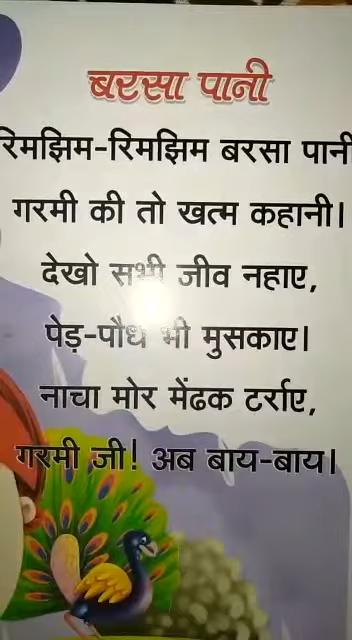 बरसा पानी
रिमझिम-रिमझिम बरसा पानी
गरमी की तो खत्म कहानी।
देखो सभी जीव नहाए,
पेड़-पौधे भी मुसकाए।
नाचा मोर मेंढक टर्राए,
गरमी जी! अब बाय-बाय।